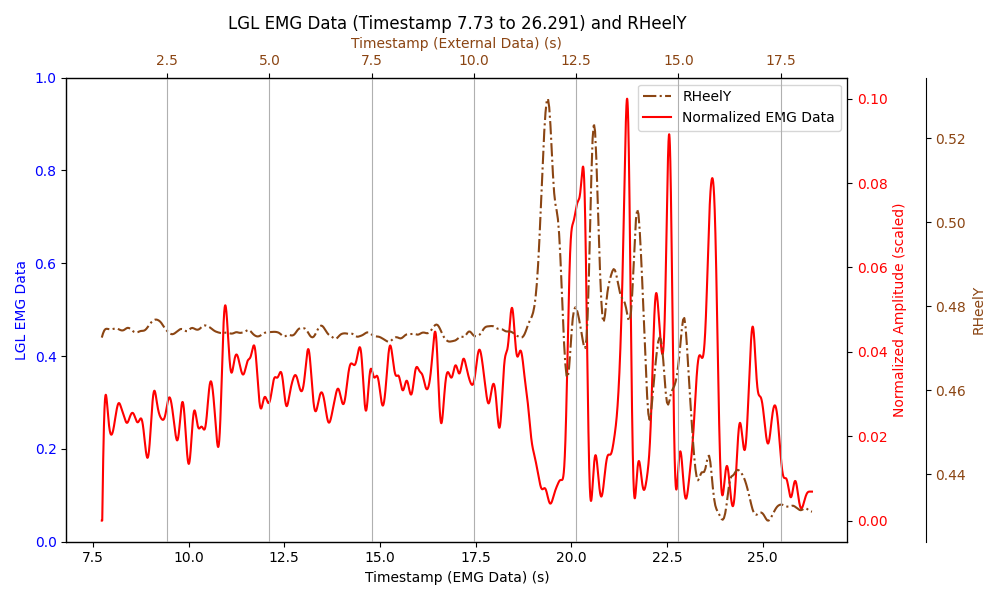 LGL EMG Data (Timestamp 7.73 to 26.291) and RHeelY
Timestamp (External Data) (s)
2.5 5.0 7.5 10.0 12.5 15.0 17.5
RHeelY
Normalized EMG Data
LGL EMG Data
1.0
0.8
0.6
0.4
0.2
0.0
Normalized Amplitude (scaled)
0.10
0.08
0.06
0.04
0.02
0.00
RHeelY
0.52
0.50
0.48
0.46
0.44
7.5 10.0 12.5 15.0 17.5 20.0 22.5 25.0
Timestamp (EMG Data) (s)